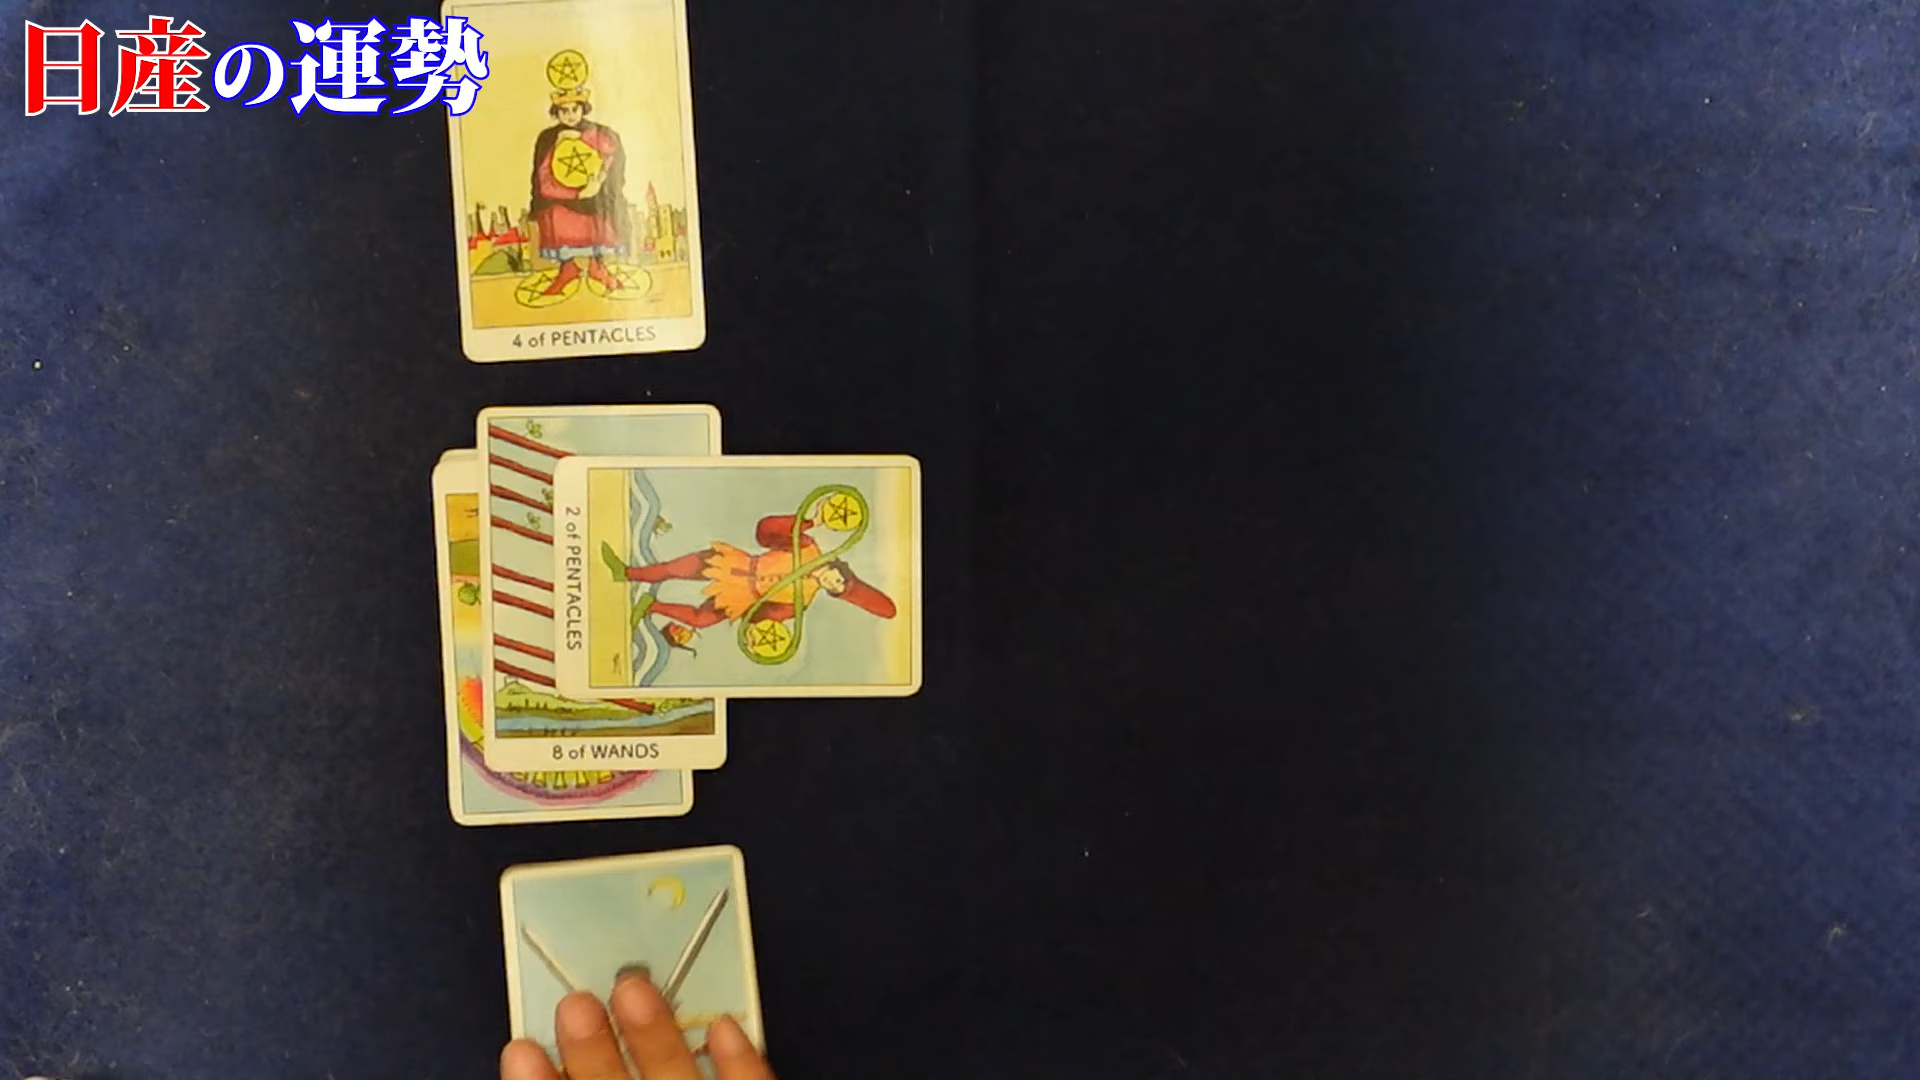 日産の運勢
4 of PENTACLES
2 of PENTACLES
8 of WANDS